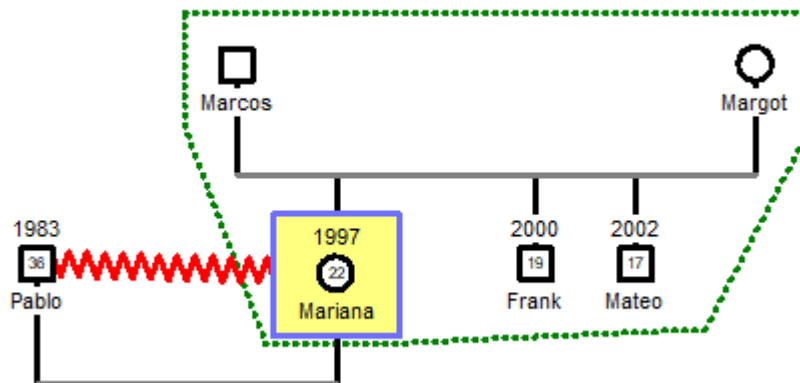 Marcos
Margot
1983
1997
2000
2002
36
22
19
17
Pablo
Mariana
Frank
Mateo